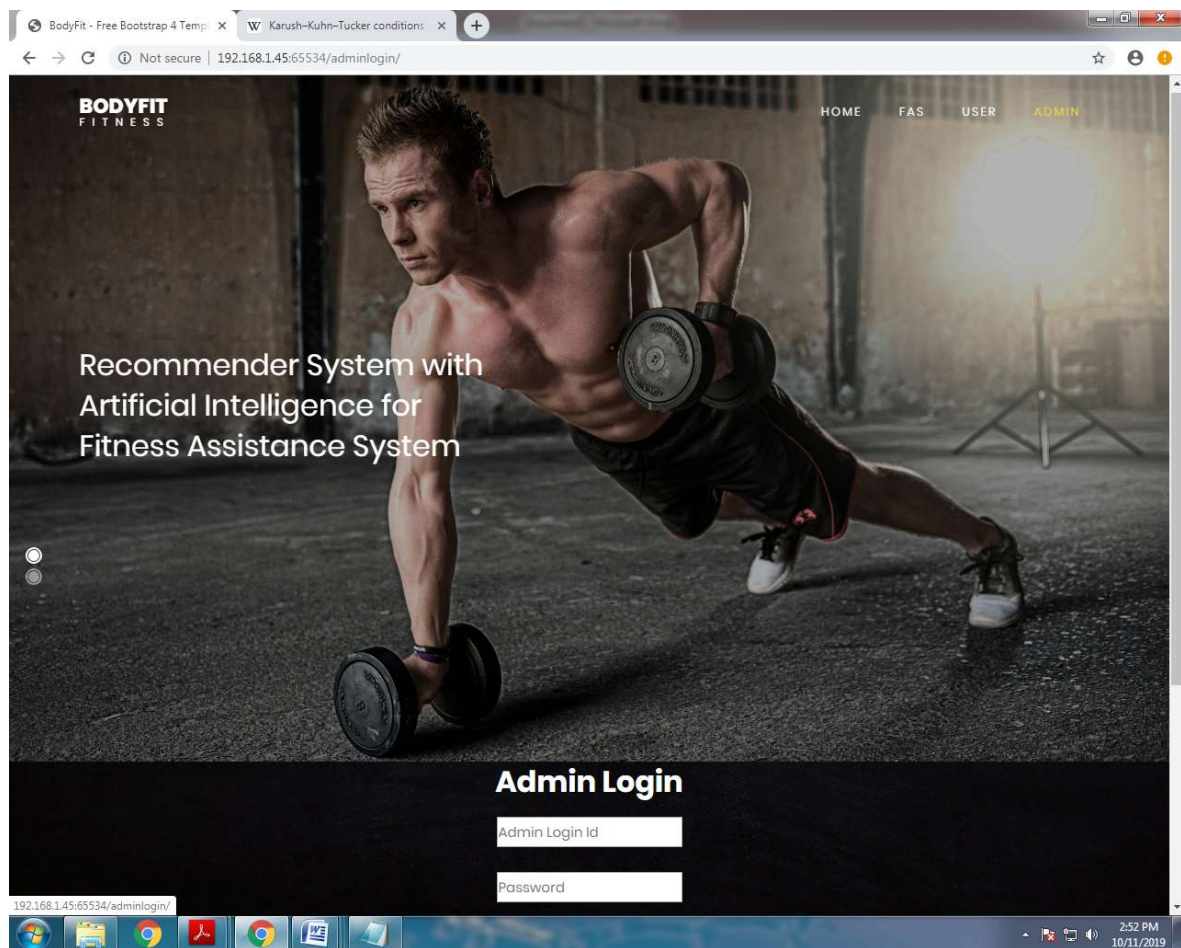 BodyFit - Free Bootstrap 4 Temp
Karush–Kuhn–Tucker conditions
Not secure | 192.168.1.45:65534/adminlogin/
BODYFIT
FITNESS
HOME FAS USER ADMIN
Recommender System with
Artificial Intelligence for
Fitness Assistance System
Admin Login
Admin Login Id
Password
192.168.1.45:65534/adminlogin/
2:52 PM
10/11/2019